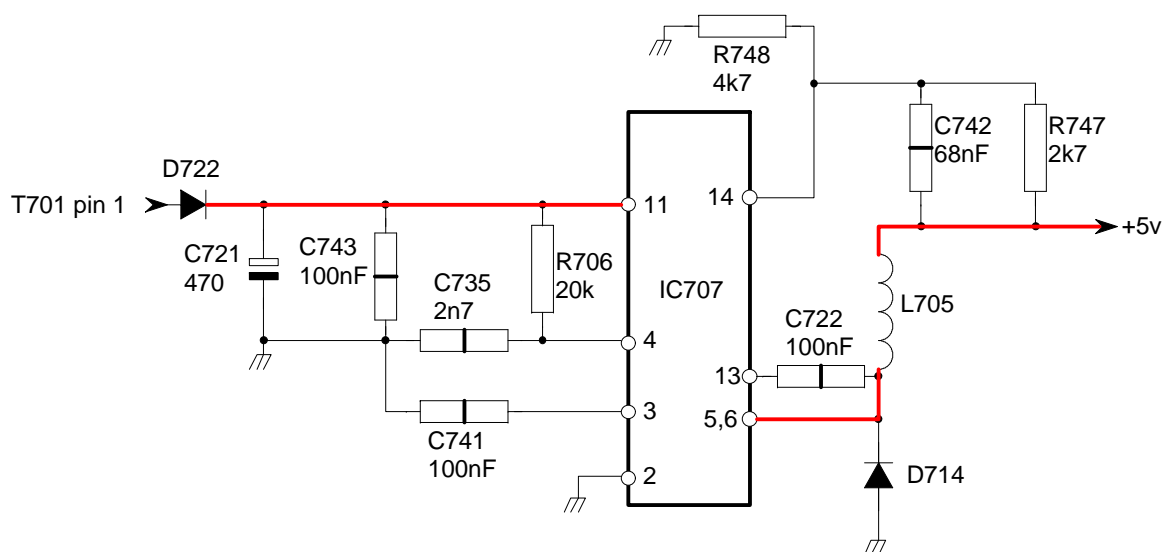 R748
4k7
C742
68nF
R747
2k7
D722
T701 pin 1
11
14
+5v
C721
470
C743
100nF
R706
20k
C735
2n7
IC707
L705
C722
100nF
4
13
3
5,6
C741
100nF
2
D714